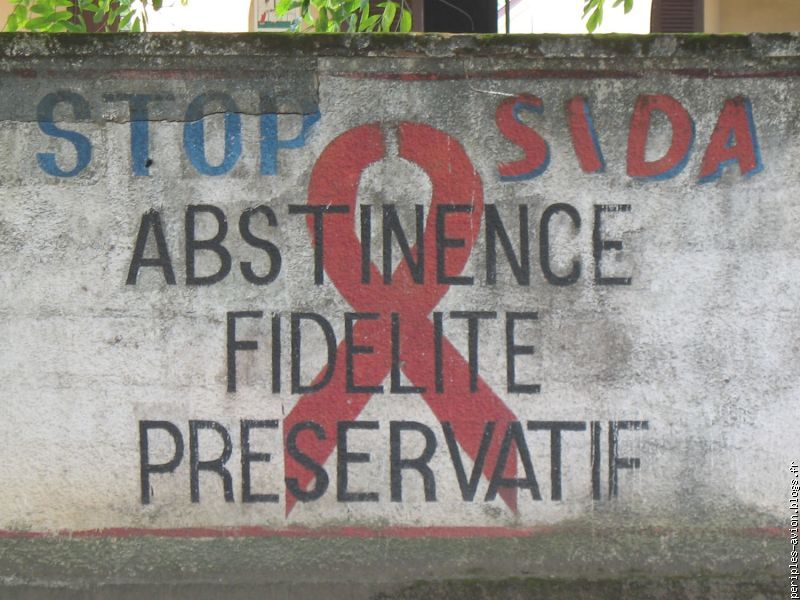 STOP SIDA
ABSTINENCE
FIDELITE
PRESERVATIF
periples-avion.blogs.fr